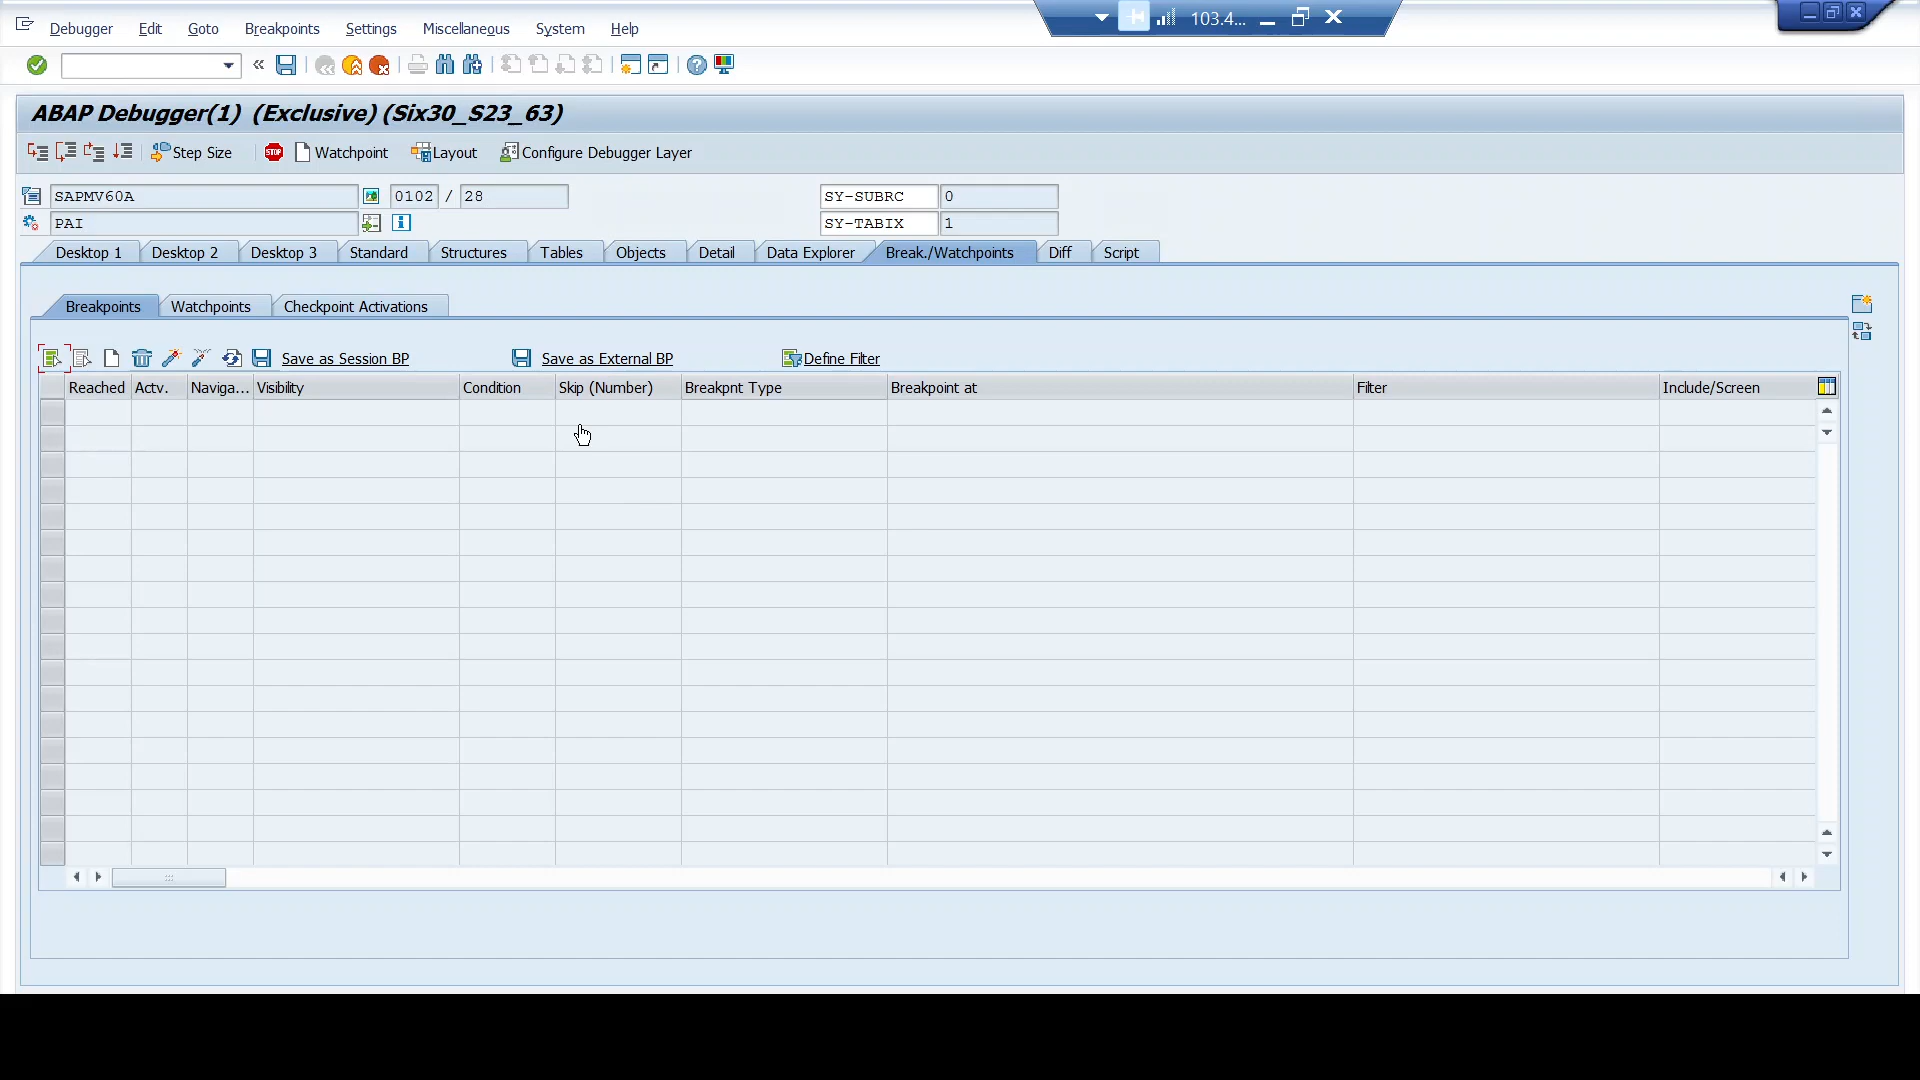 Debugger Edit Goto Breakpoints Settings Miscellaneous System Help
103.4...
ABAP Debugger(1) (Exclusive) (Six30_S23_63)
Step Size STOP Watchpoint Layout Configure Debugger Layer
SAPMV60A 0102 / 28 SY-SUBRC 0
PAI SY-TABIX 1
Desktop 1 Desktop 2 Desktop 3 Standard Structures Tables Objects Detail Data Explorer Break./Watchpoints Diff Script
Breakpoints Watchpoints Checkpoint Activations
Save as Session BP Save as External BP Define Filter
Reached Actv. Naviga... Visibility Condition Skip (Number) Breakpnt Type Breakpoint at Filter Include/Screen